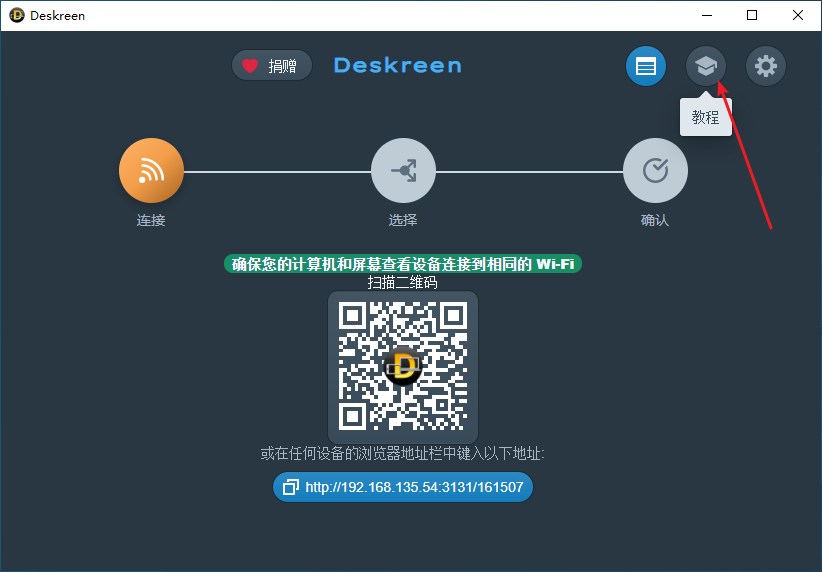 Deskreen
捐赠
Deskreen
教程
连接
选择
确认
确保您的计算机和屏幕查看设备连接到相同的 Wi-Fi
扫描二维码
D
或在任何设备的浏览器地址栏中键入以下地址:
http://192.168.135.54:3131/161507